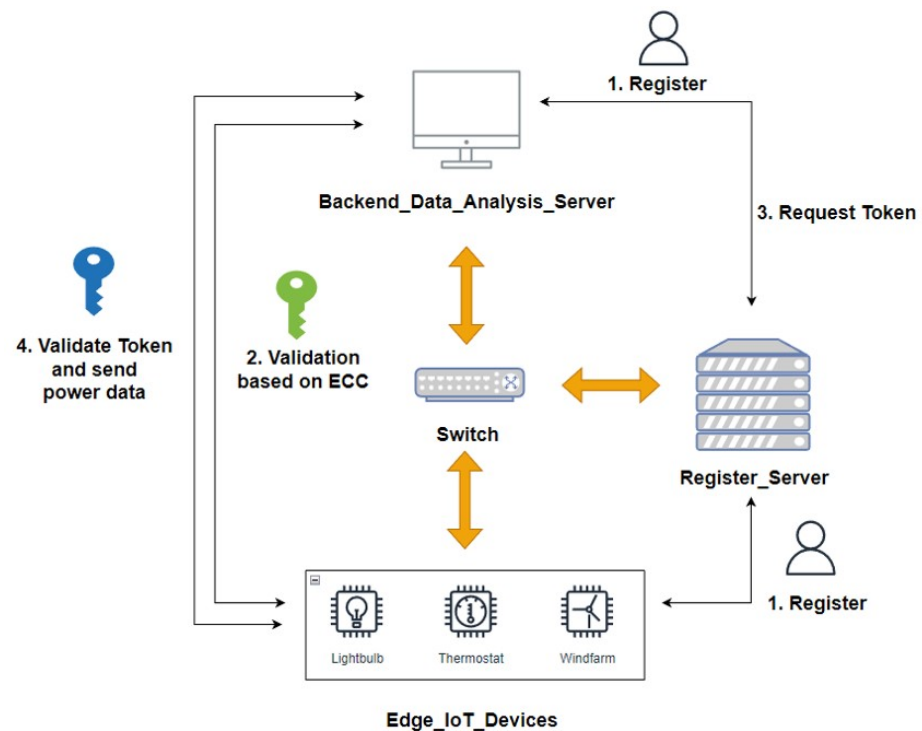 1. Register
Backend_Data_Analysis_Server
3. Request Token
4. Validate Token
and send
power data
2. Validation
based on ECC
Switch
Register_Server
1. Register
Lightbulb
Thermostat
Windfarm
Edge_IoT_Devices